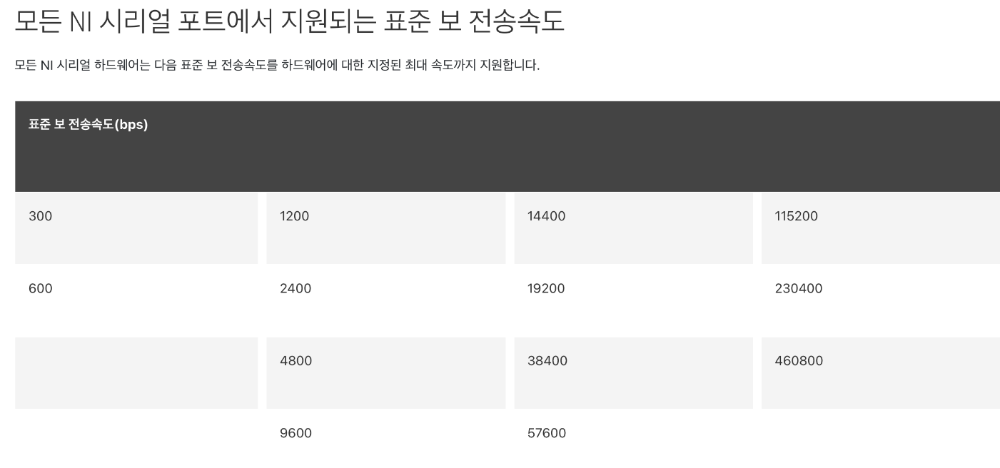 모든 NI 시리얼 포트에서 지원되는 표준 보 전송속도
모든 NI 시리얼 하드웨어는 다음 표준 보 전송속도를 하드웨어에 대한 지정된 최대 속도까지 지원합니다.
표준 보 전송속도(bps)
300 1200 14400 115200
600 2400 19200 230400
4800 38400 460800
9600 57600